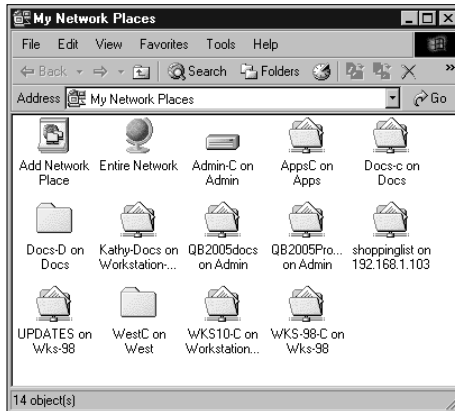 My Network Places
File Edit View Favorites Tools Help
Back Search Folders »
Address My Network Places Go
Add Network Place
Entire Network
Admin-C on Admin
AppsC on Apps
Docs-c on Docs
Docs-D on Docs
Kathy-Docs on Workstation-...
QB2005docs on Admin
QB2005Pro... on Admin
shoppinglist on 192.168.1.103
UPDATES on Wks-98
WestC on West
WKS10-C on Workstation...
WKS-98-C on Wks-98
14 object(s)